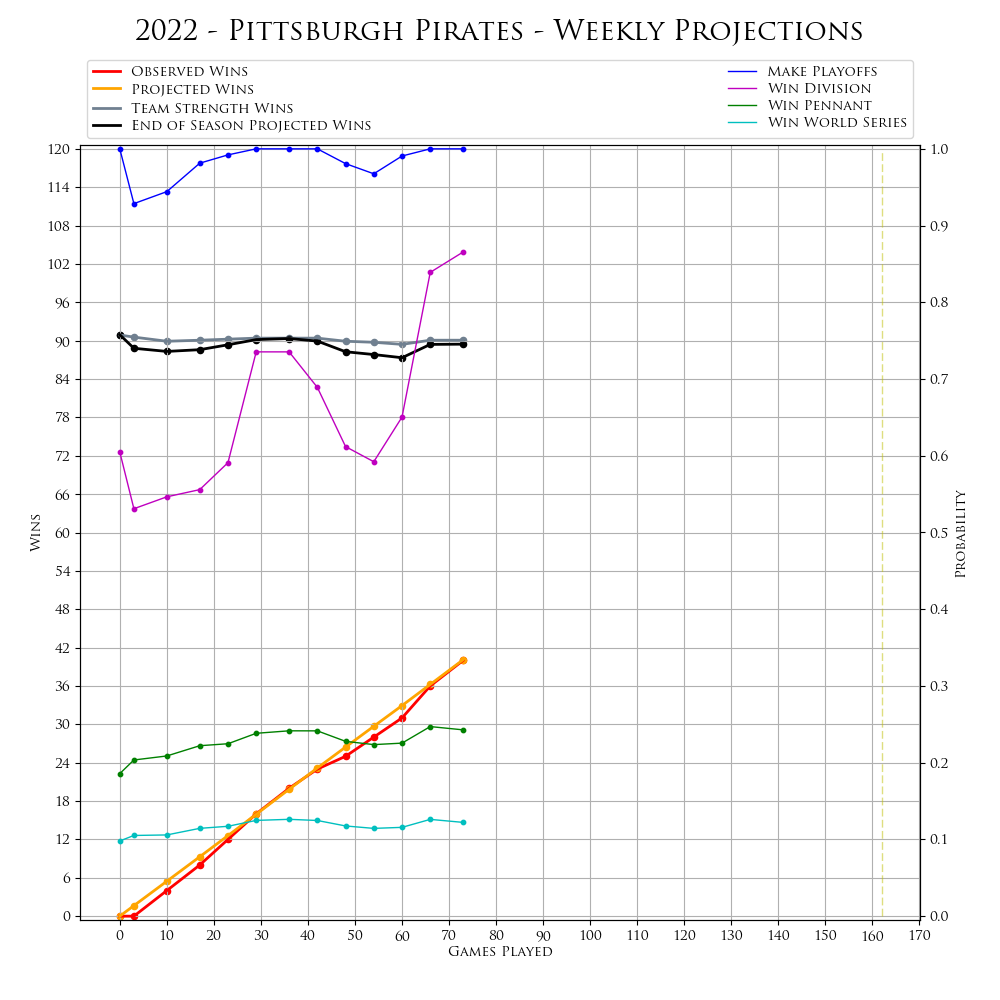 2022 - Pittsburgh Pirates - Weekly Projections
Observed Wins
Projected Wins
Team Strength Wins
End of Season Projected Wins
Make Playoffs
Win Division
Win Pennant
Win World Series
120
114
108
102
96
90
84
78
72
66
60
54
48
42
36
30
24
18
12
6
0
Wins
1.0
0.9
0.8
0.7
0.6
0.5
0.4
0.3
0.2
0.1
0.0
Probability
0 10 20 30 40 50 60 70 80 90 100 110 120 130 140 150 160 170
Games Played